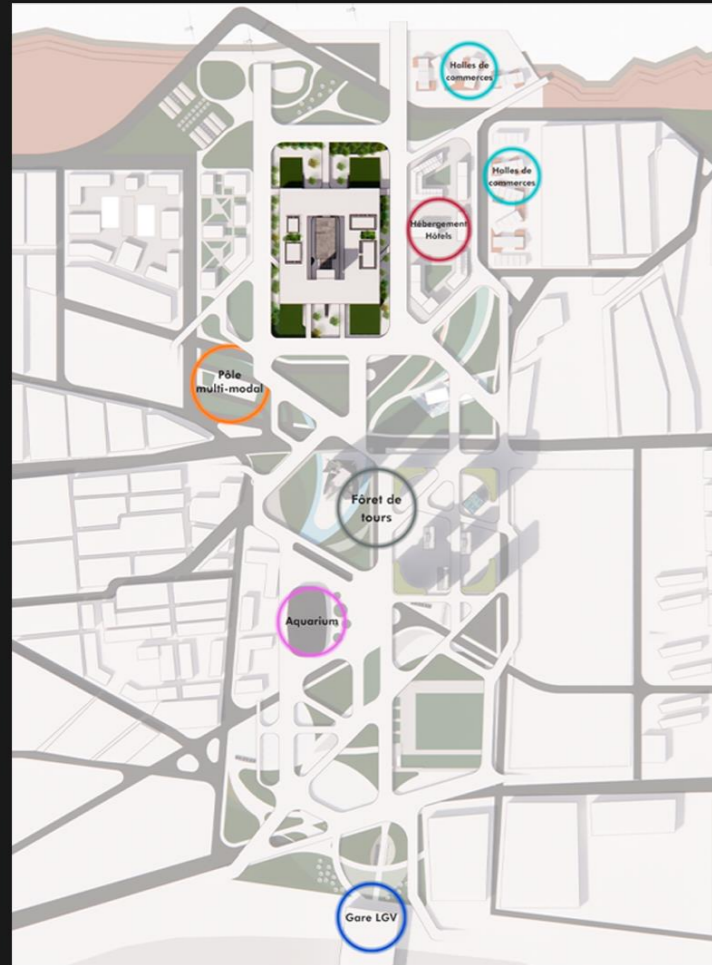 Halles de
commerces
Halles de
commerces
Hébergement
Hôtels
Pôle
multi-modal
Fôret de
tours
Aquarium
Gare LGV